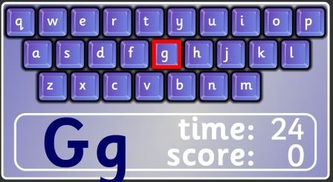 q w e r t y u i o p
a s d f g h j k l
z x c v b n m
Gg
time: 24
score: 0